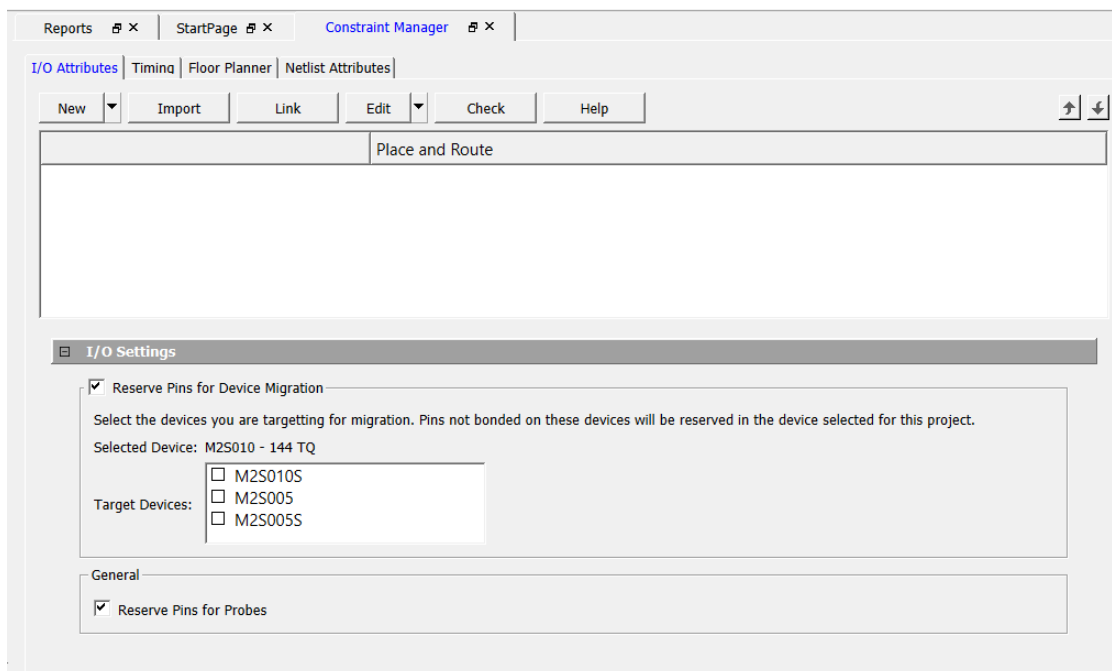 Reports StartPage Constraint Manager
I/O Attributes Timing Floor Planner Netlist Attributes
New Import Link Edit Check Help
Place and Route
I/O Settings
Reserve Pins for Device Migration
Select the devices you are targetting for migration. Pins not bonded on these devices will be reserved in the device selected for this project.
Selected Device: M2S010 - 144 TQ
M2S010S
Target Devices: M2S005
M2S005S
General
Reserve Pins for Probes